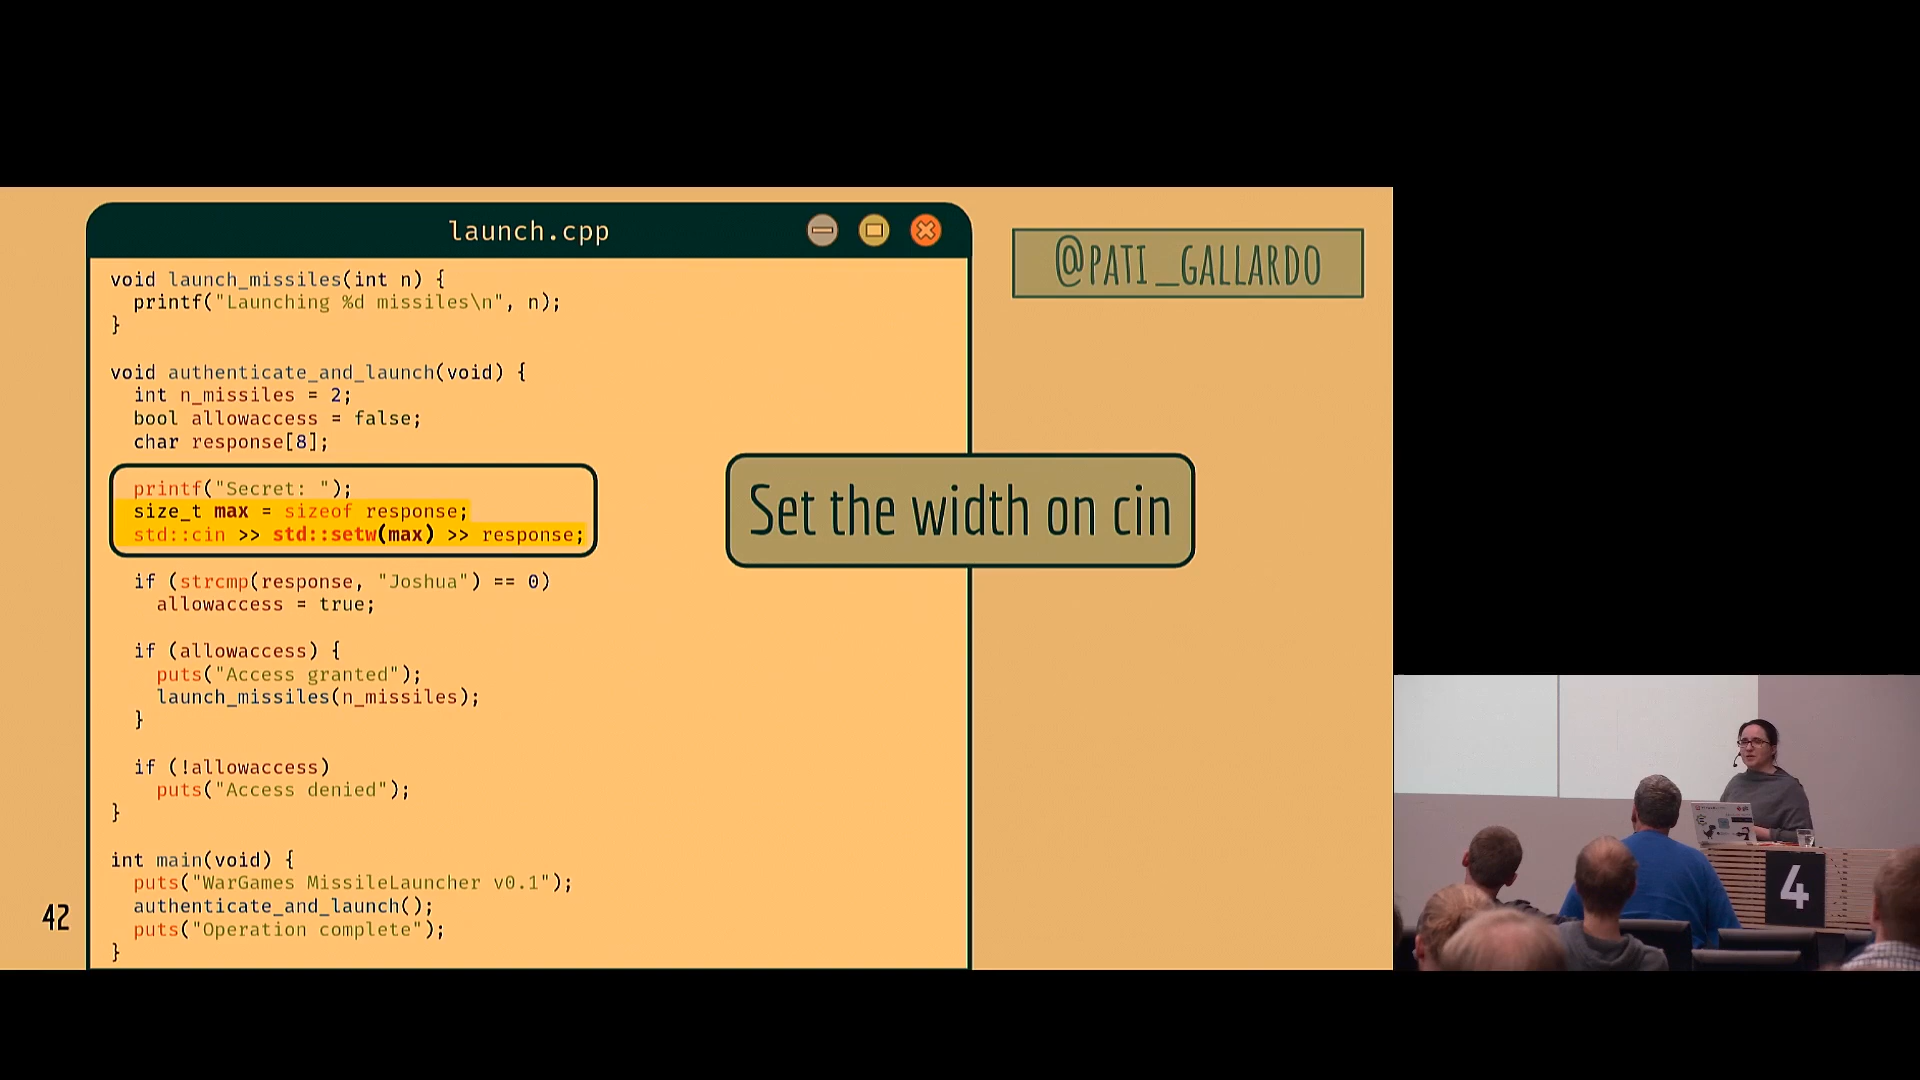 launch.cpp
@PATI_GALLARDO
void launch_missiles(int n) {
printf("Launching %d missiles\n", n);
}
void authenticate_and_launch(void) {
int n_missiles = 2;
bool allowaccess = false;
char response[8];
printf("Secret: ");
size_t max = sizeof response;
std::cin >> std::setw(max) >> response;
Set the width on cin
if (strcmp(response, "Joshua") == 0)
allowaccess = true;
if (allowaccess) {
puts("Access granted");
launch_missiles(n_missiles);
}
if (!allowaccess)
puts("Access denied");
}
int main(void) {
puts("WarGames MissileLauncher v0.1");
authenticate_and_launch();
puts("Operation complete");
}
42
4